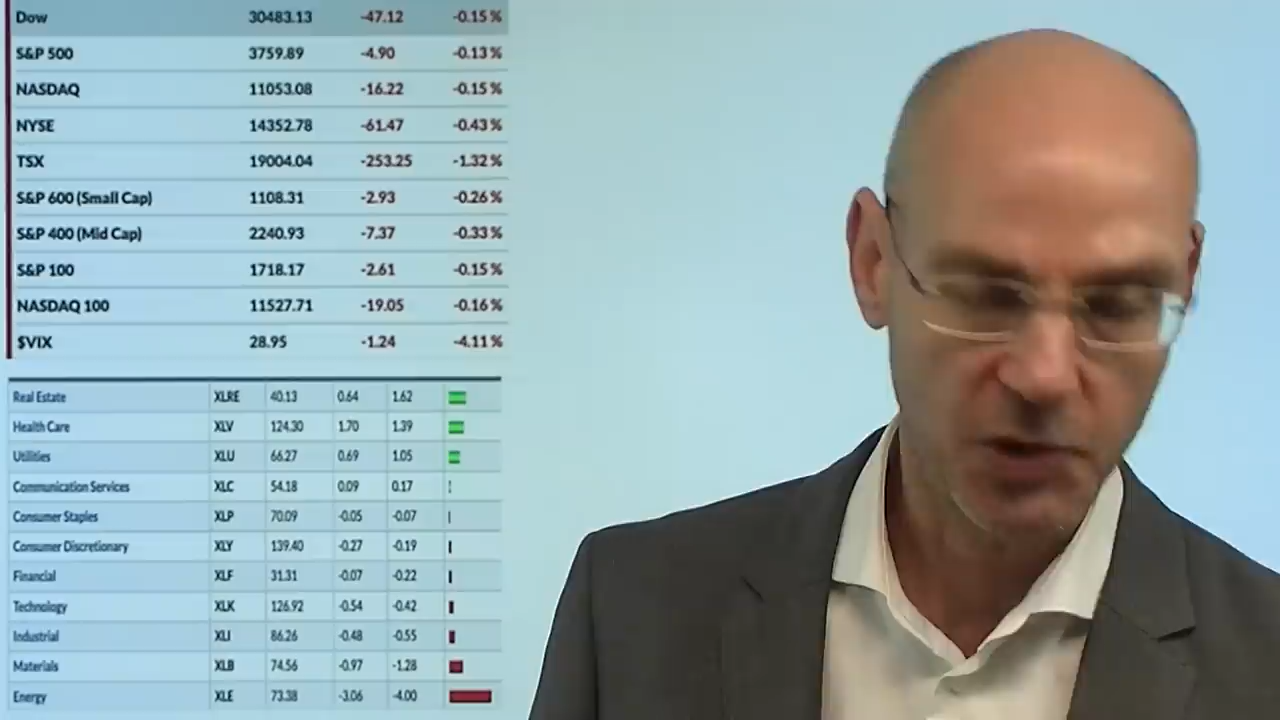 Dow 30483.13 -47.12 -0.15%
S&P 500 3759.89 -4.90 -0.13%
NASDAQ 11053.08 -16.22 -0.15%
NYSE 14352.78 -61.47 -0.43%
TSX 19004.04 -253.25 -1.32%
S&P 600 (Small Cap) 1108.31 -2.93 -0.26%
S&P 400 (Mid Cap) 2240.93 -7.37 -0.33%
S&P 100 1718.17 -2.61 -0.15%
NASDAQ 100 11527.71 -19.05 -0.16%
$VIX 28.95 -1.24 -4.11%
Real Estate XLRE 40.13 0.64 1.62
Health Care XLV 124.30 1.70 1.39
Utilities XLU 66.27 0.69 1.05
Communication Services XLC 54.18 0.09 0.17
Consumer Staples XLP 70.09 -0.05 -0.07
Consumer Discretionary XLY 139.40 -0.27 -0.19
Financial XLF 31.31 -0.07 -0.22
Technology XLK 126.92 -0.54 -0.42
Industrial XLI 86.26 -0.48 -0.55
Materials XLB 74.56 -0.97 -1.28
Energy XLE 73.38 -3.06 -4.00